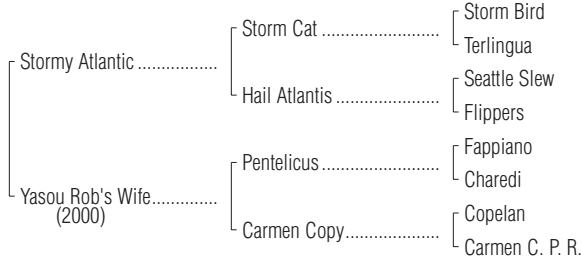 Storm Bird
Storm Cat ........................
Terlingua
Stormy Atlantic ................
Seattle Slew
Hail Atlantis .....................
Flippers
Fappiano
Pentelicus ........................
Charedi
Yasou Rob's Wife..............
(2000)
Copelan
Carmen Copy...................
Carmen C. P. R.